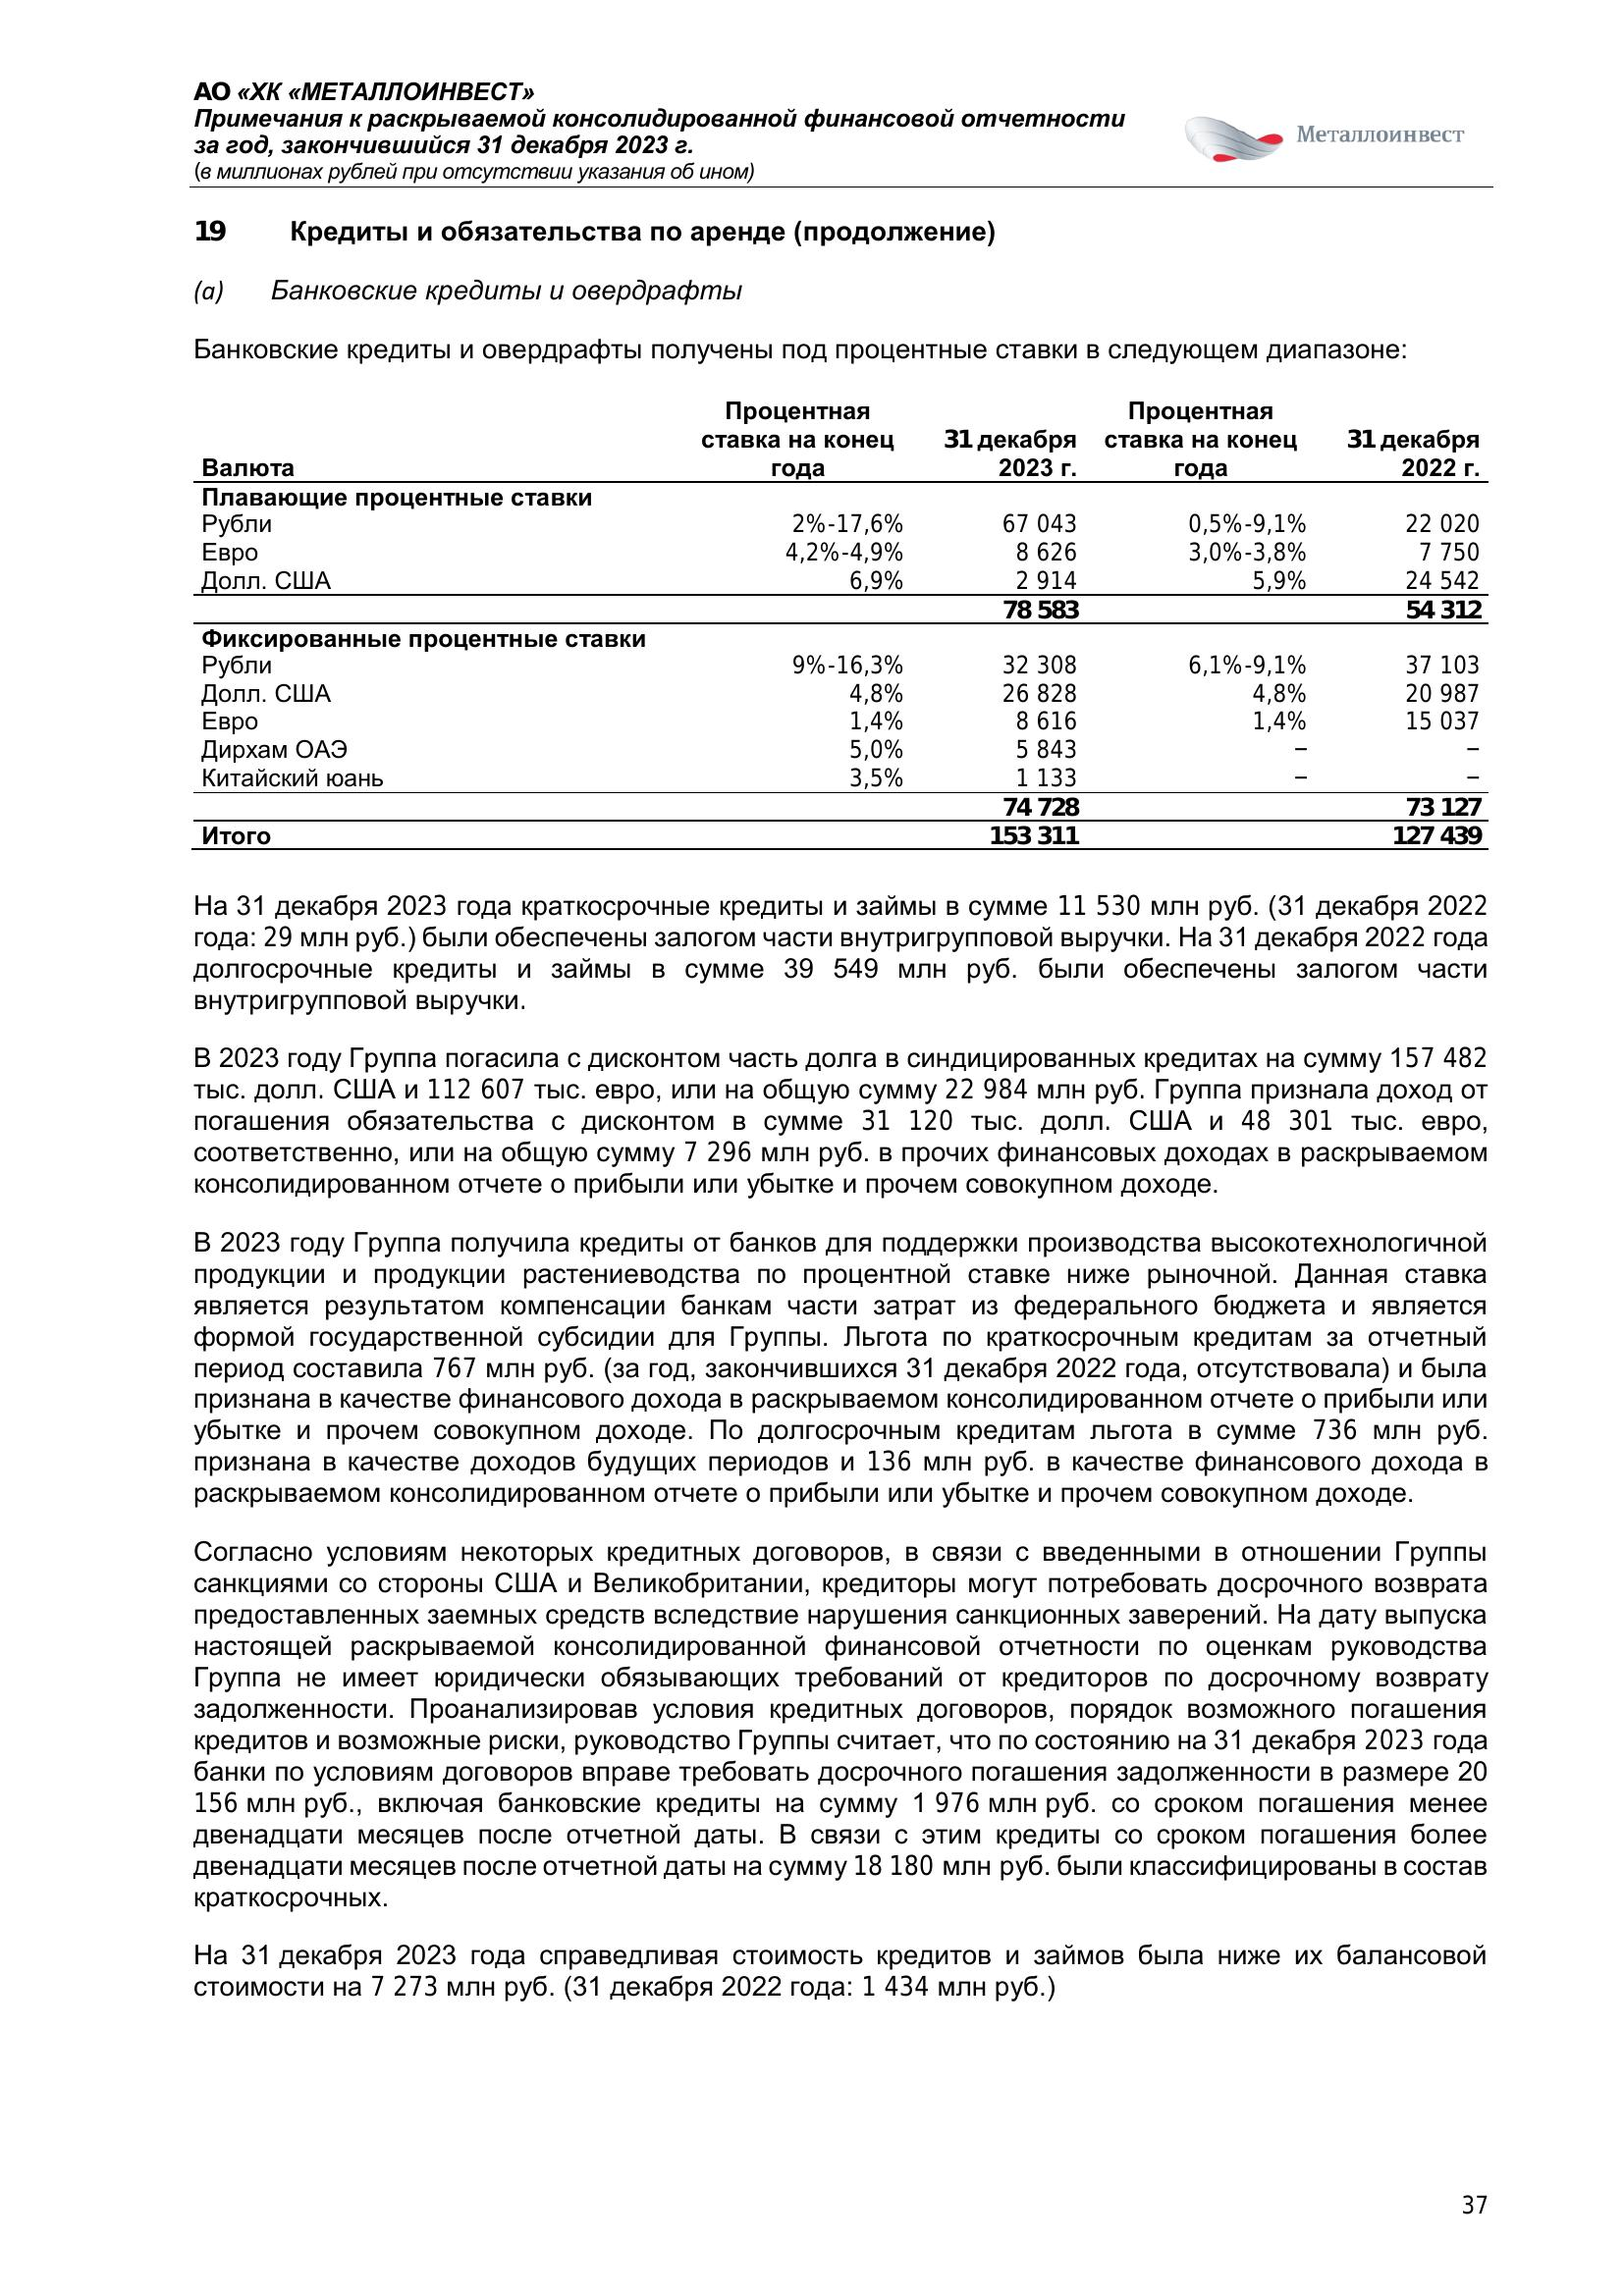 АО «ХК «МЕТАЛЛОИНВЕСТ»
Примечания к раскрываемой консолидированной финансовой отчетности
за год, закончившийся 31 декабря 2023 г.
(в миллионах рублей при отсутствии указания об ином)
Металлоинвест
19 Кредиты и обязательства по аренде (продолжение)
(а) Банковские кредиты и овердрафты
Банковские кредиты и овердрафты получены под процентные ставки в следующем диапазоне:
Процентная Процентная
ставка на конец 31 декабря ставка на конец 31 декабря
Валюта года 2023 г. года 2022 г.
Плавающие процентные ставки
Рубли 2%-17,6% 67 043 0,5%-9,1% 22 020
Евро 4,2%-4,9% 8 626 3,0%-3,8% 7 750
Долл. США 6,9% 2 914 5,9% 24 542
78 583 54 312
Фиксированные процентные ставки
Рубли 9%-16,3% 32 308 6,1%-9,1% 37 103
Долл. США 4,8% 26 828 4,8% 20 987
Евро 1,4% 8 616 1,4% 15 037
Дирхам ОАЭ 5,0% 5 843 – –
Китайский юань 3,5% 1 133 – –
74 728 73 127
Итого 153 311 127 439
На 31 декабря 2023 года краткосрочные кредиты и займы в сумме 11 530 млн руб. (31 декабря 2022
года: 29 млн руб.) были обеспечены залогом части внутригрупповой выручки. На 31 декабря 2022 года
долгосрочные кредиты и займы в сумме 39 549 млн руб. были обеспечены залогом части
внутригрупповой выручки.
В 2023 году Группа погасила с дисконтом часть долга в синдицированных кредитах на сумму 157 482
тыс. долл. США и 112 607 тыс. евро, или на общую сумму 22 984 млн руб. Группа признала доход от
погашения обязательства с дисконтом в сумме 31 120 тыс. долл. США и 48 301 тыс. евро,
соответственно, или на общую сумму 7 296 млн руб. в прочих финансовых доходах в раскрываемом
консолидированном отчете о прибыли или убытке и прочем совокупном доходе.
В 2023 году Группа получила кредиты от банков для поддержки производства высокотехнологичной
продукции и продукции растениеводства по процентной ставке ниже рыночной. Данная ставка
является результатом компенсации банкам части затрат из федерального бюджета и является
формой государственной субсидии для Группы. Льгота по краткосрочным кредитам за отчетный
период составила 767 млн руб. (за год, закончившихся 31 декабря 2022 года, отсутствовала) и была
признана в качестве финансового дохода в раскрываемом консолидированном отчете о прибыли или
убытке и прочем совокупном доходе. По долгосрочным кредитам льгота в сумме 736 млн руб.
признана в качестве доходов будущих периодов и 136 млн руб. в качестве финансового дохода в
раскрываемом консолидированном отчете о прибыли или убытке и прочем совокупном доходе.
Согласно условиям некоторых кредитных договоров, в связи с введенными в отношении Группы
санкциями со стороны США и Великобритании, кредиторы могут потребовать досрочного возврата
предоставленных заемных средств вследствие нарушения санкционных заверений. На дату выпуска
настоящей раскрываемой консолидированной финансовой отчетности по оценкам руководства
Группа не имеет юридически обязывающих требований от кредиторов по досрочному возврату
задолженности. Проанализировав условия кредитных договоров, порядок возможного погашения
кредитов и возможные риски, руководство Группы считает, что по состоянию на 31 декабря 2023 года
банки по условиям договоров вправе требовать досрочного погашения задолженности в размере 20
156 млн руб., включая банковские кредиты на сумму 1 976 млн руб. со сроком погашения менее
двенадцати месяцев после отчетной даты. В связи с этим кредиты со сроком погашения более
двенадцати месяцев после отчетной даты на сумму 18 180 млн руб. были классифицированы в состав
краткосрочных.
На 31 декабря 2023 года справедливая стоимость кредитов и займов была ниже их балансовой
стоимости на 7 273 млн руб. (31 декабря 2022 года: 1 434 млн руб.)
37